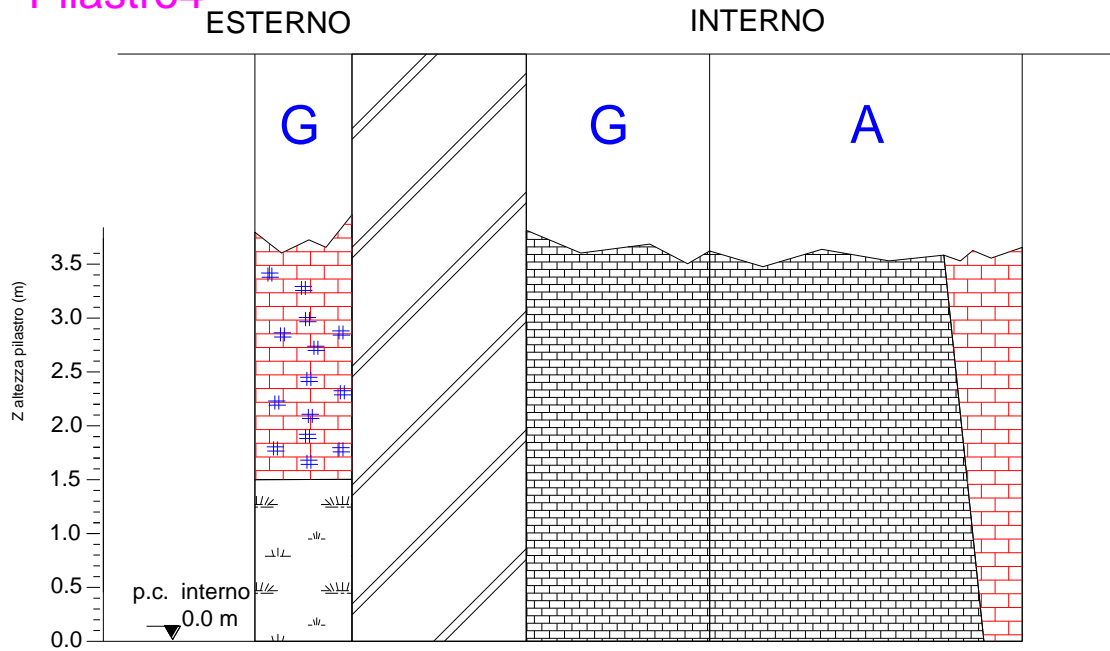 Pilastro4
ESTERNO
INTERNO
G
G
A
Z altezza pilastro (m)
3.5
3.0
2.5
2.0
1.5
1.0
0.5
0.0
p.c. interno
0.0 m